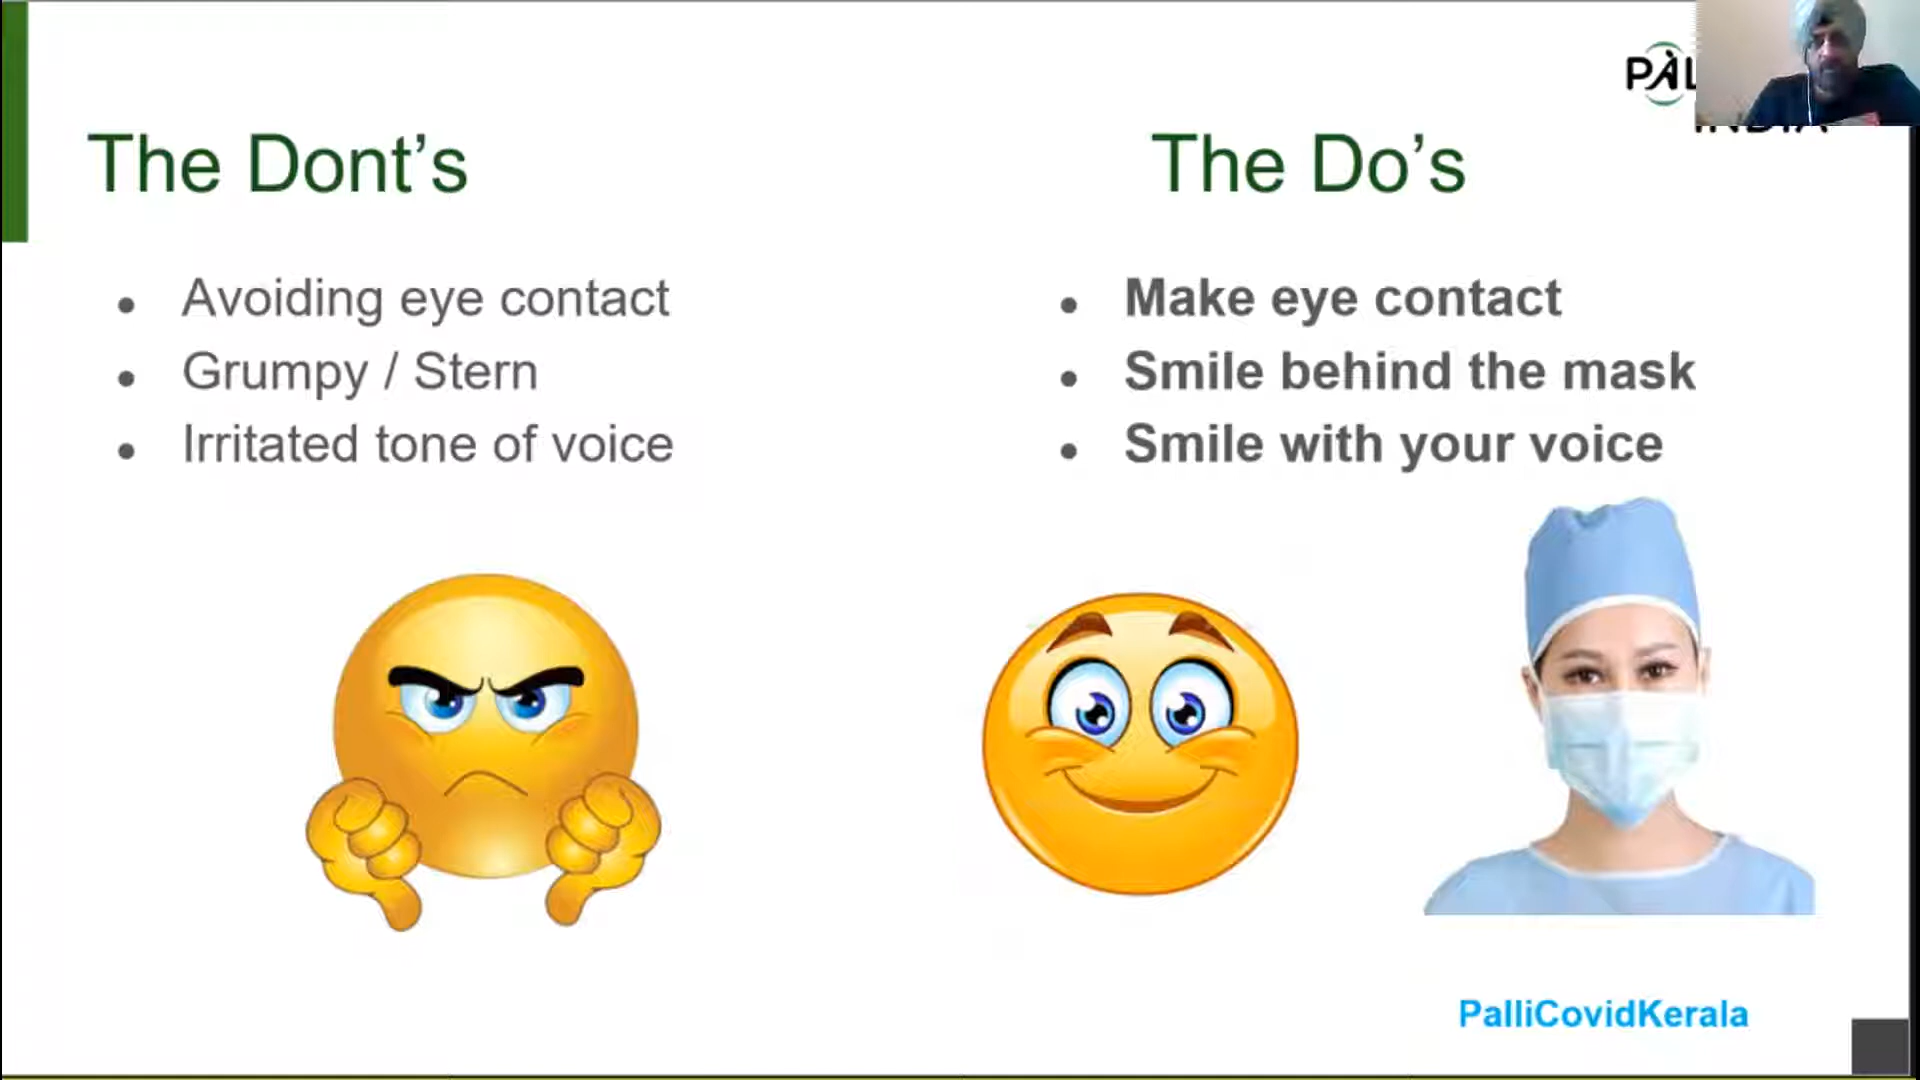 The Dont’s
Avoiding eye contact
Grumpy / Stern
Irritated tone of voice
The Do’s
Make eye contact
Smile behind the mask
Smile with your voice
INDIA
PalliCovidKerala